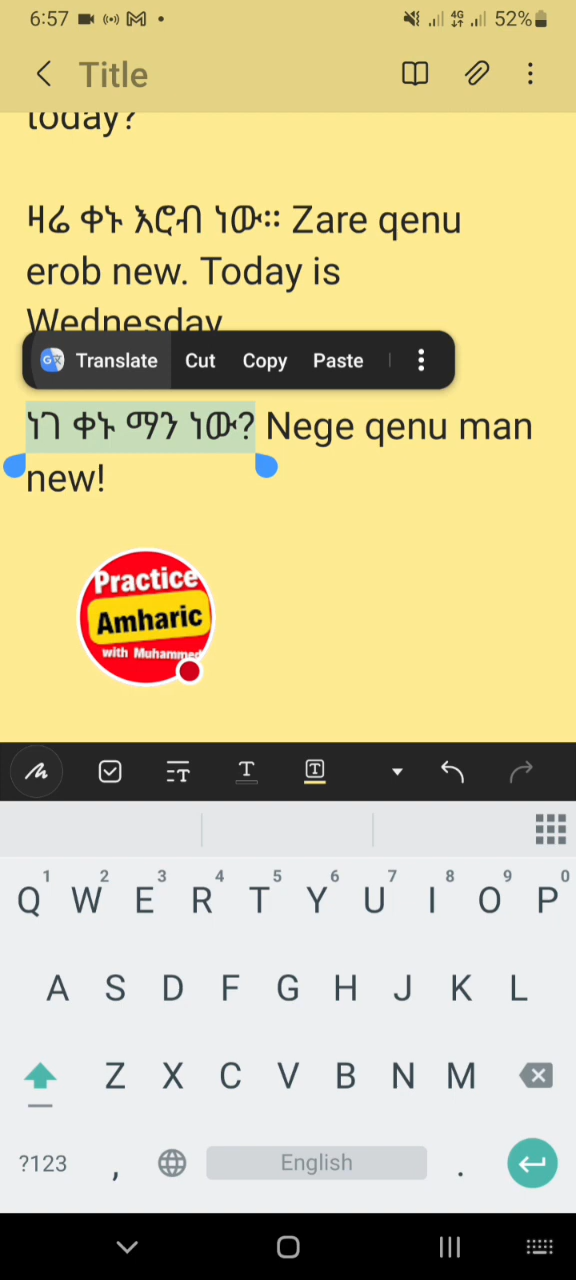 6:57
4G
52%
Title
today?
ዛሬ ቀኑ እሮብ ነው። Zare qenu
erob new. Today is
Wednesday
Translate Cut Copy Paste
ነገ ቀኑ ማን ነው? Nege qenu man
new!
Practice
Amharic
with Muhammed
T T T
1 2 3 4 5 6 7 8 9 0
Q W E R T Y U I O P
A S D F G H J K L
Z X C V B N M
?123 , English .